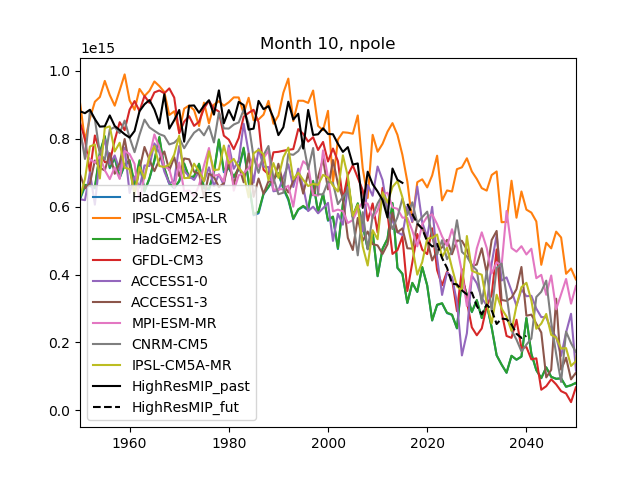 Month 10, npole
1e15
1.0
0.8
0.6
0.4
0.2
0.0
1960
1980
2000
2020
2040
HadGEM2-ES
IPSL-CM5A-LR
HadGEM2-ES
GFDL-CM3
ACCESS1-0
ACCESS1-3
MPI-ESM-MR
CNRM-CM5
IPSL-CM5A-MR
HighResMIP_past
HighResMIP_fut